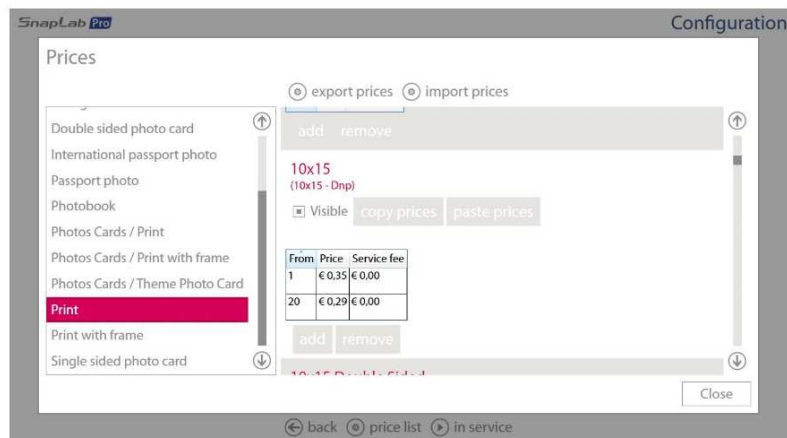 SnapLab Pro
Configuration
Prices
export prices import prices
Double sided photo card
International passport photo
Passport photo
Photobook
Photos Cards / Print
Photos Cards / Print with frame
Photos Cards / Theme Photo Card
Print
Print with frame
Single sided photo card
add remove
10x15
(10x15 - Dnp)
Visible copy prices paste prices
From Price Service fee
1 € 0,35 € 0,00
20 € 0,29 € 0,00
add remove
10x15 Double Sided
Close
back price list in service